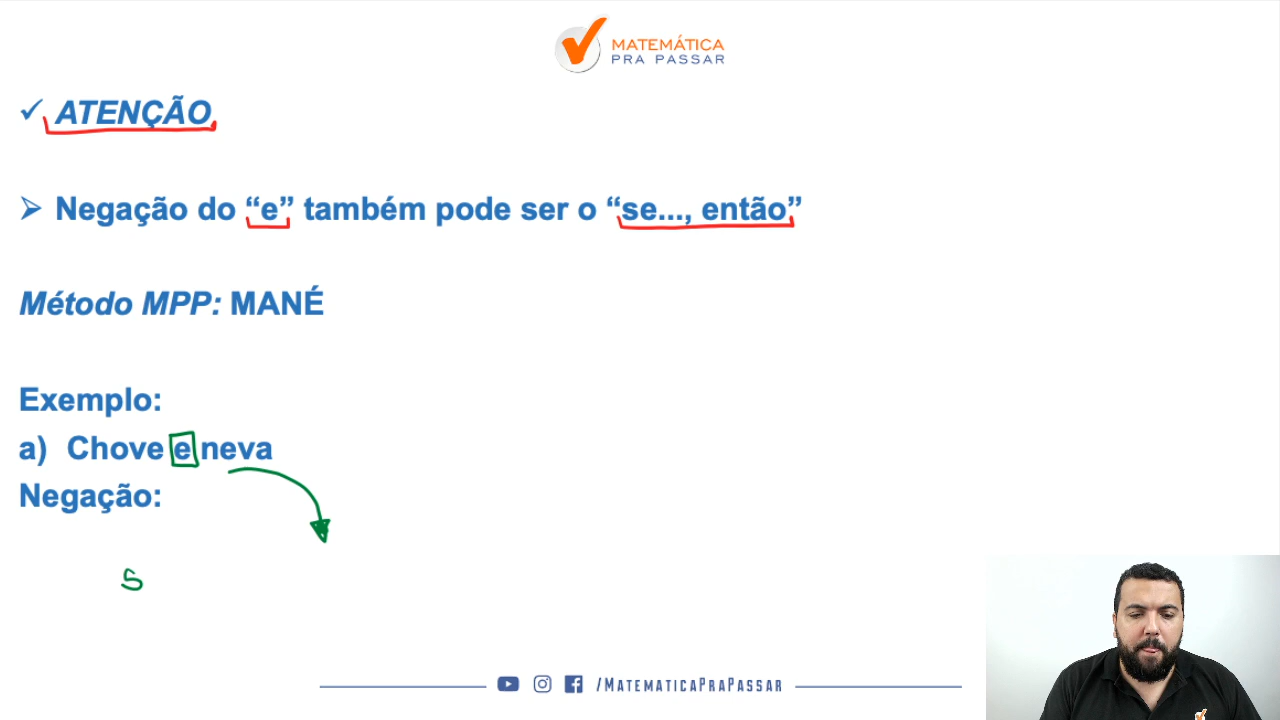 MATEMÁTICA
PRA PASSAR
ATENÇÃO
Negação do “e” também pode ser o “se..., então”
Método MPP: MANÉ
Exemplo:
a) Chove e neva
Negação:
S
/MATEMATICAPRAPASSAR